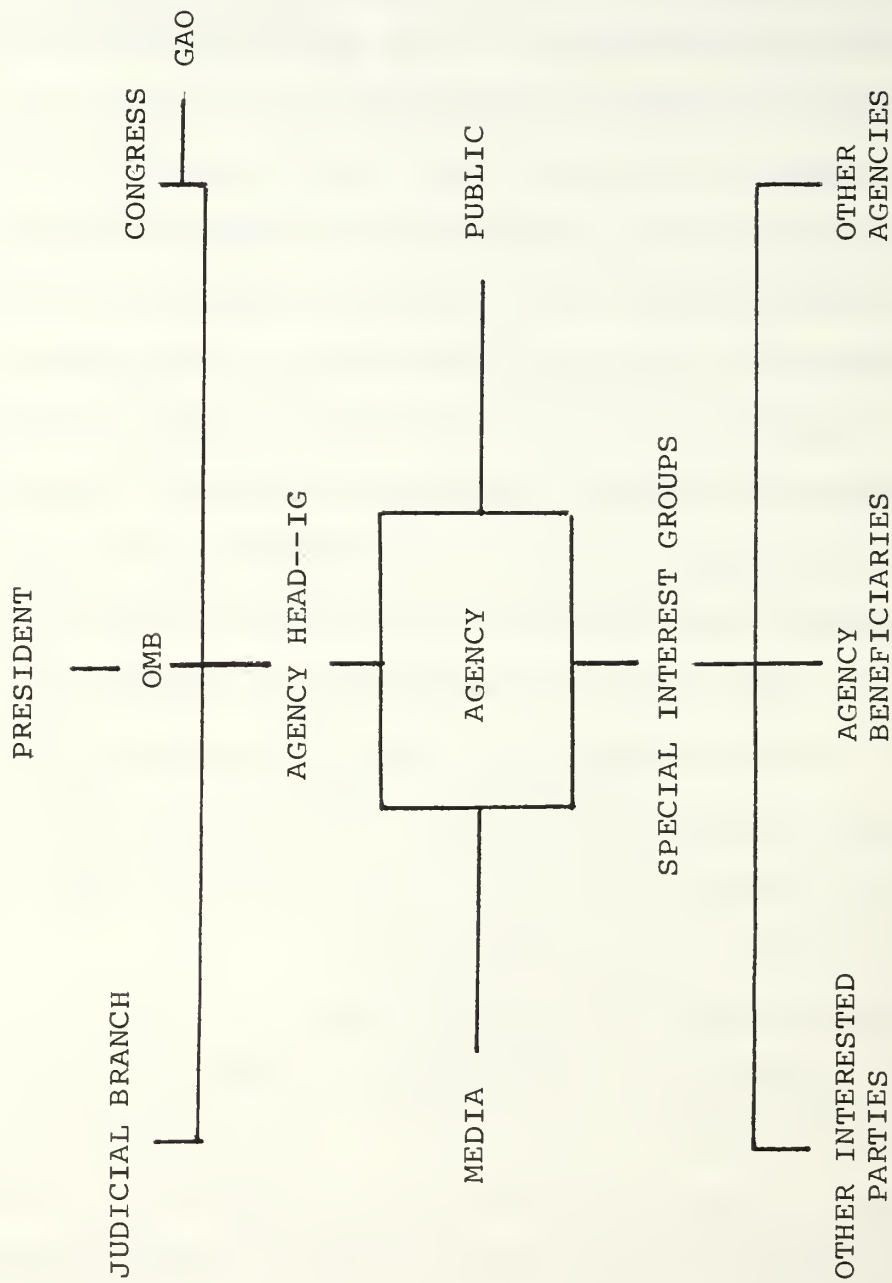 PRESIDENT
JUDICIAL BRANCH
OMB
CONGRESS
GAO
AGENCY HEAD--IG
MEDIA
AGENCY
PUBLIC
SPECIAL INTEREST GROUPS
OTHER INTERESTED
PARTIES
AGENCY
BENEFICIARIES
OTHER
AGENCIES